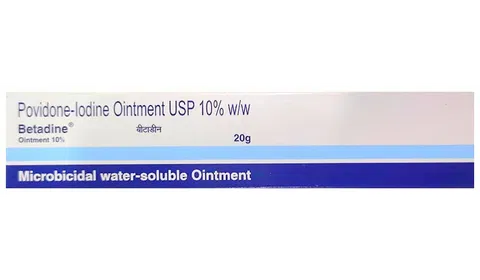 Povidone-Iodine Ointment USP 10% w/w
Betadine® बीटाडीन
Ointment 10% 20g
Microbicidal water-soluble Ointment